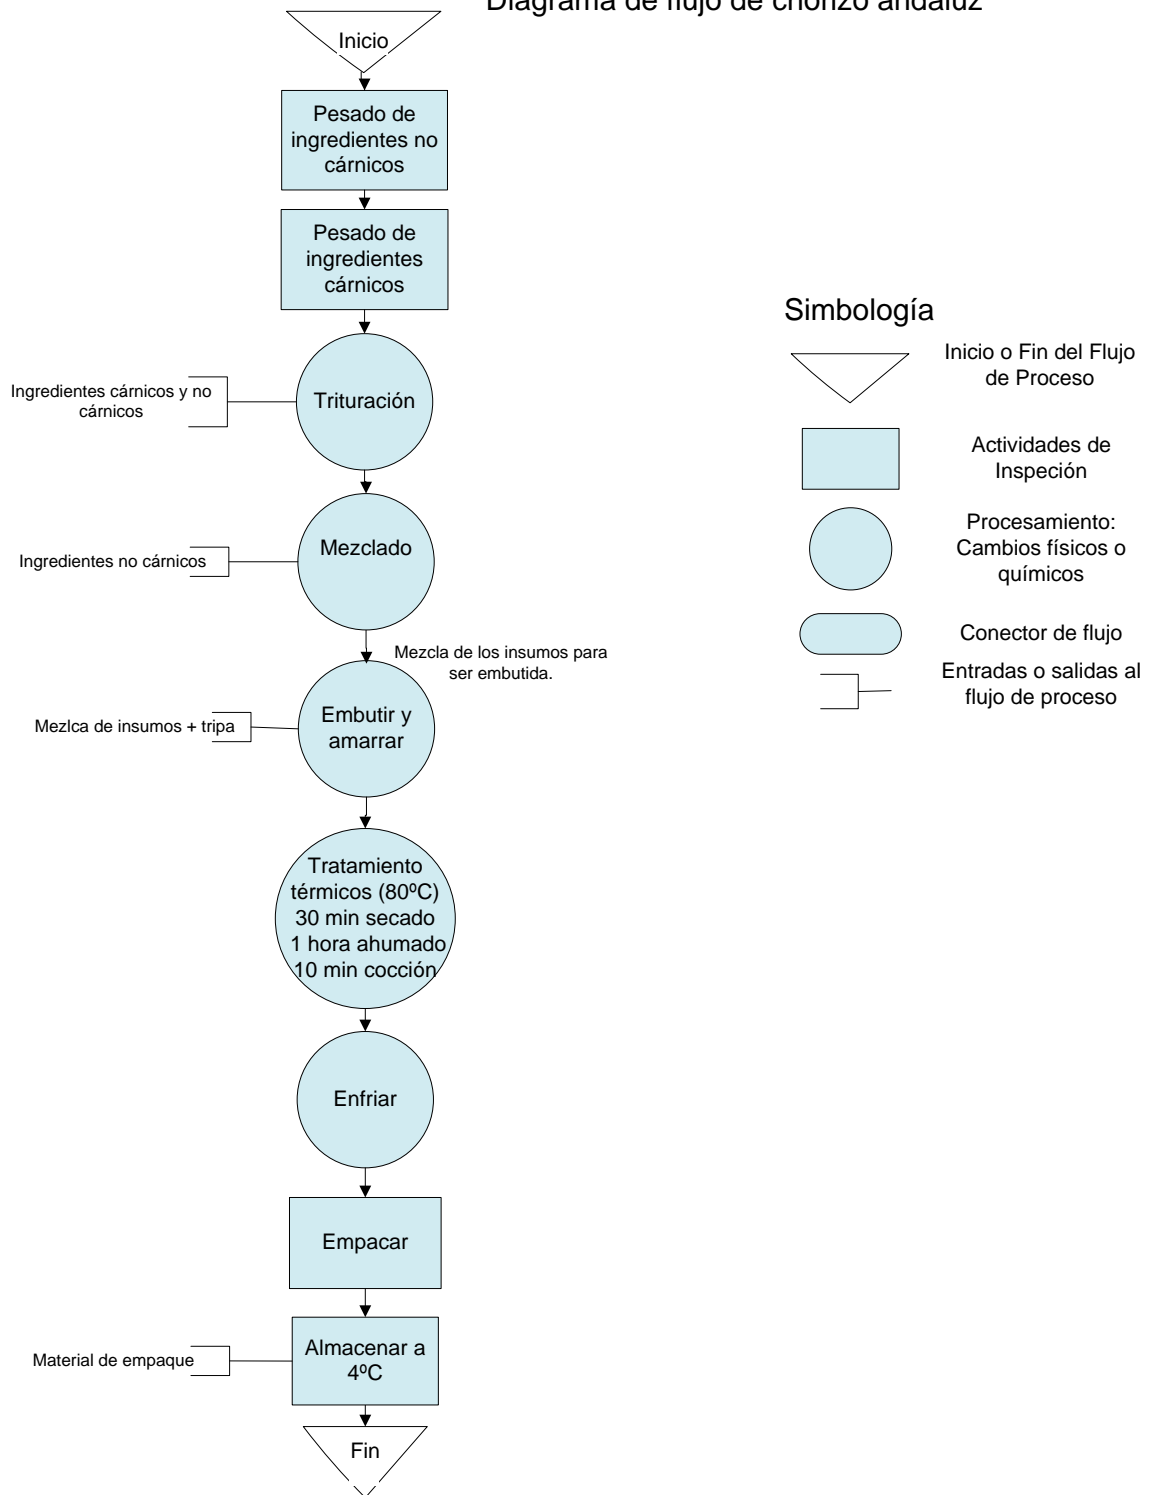 Diagrama de flujo de chorizo andaluz
Inicio
Pesado de
ingredientes no
cárnicos
Pesado de
ingredientes
cárnicos
Ingredientes cárnicos y no
cárnicos
Trituración
Ingredientes no cárnicos
Mezclado
Mezcla de los insumos para
ser embutida.
Mezlca de insumos + tripa
Embutir y
amarrar
Tratamiento
térmicos (80ºC)
30 min secado
1 hora ahumado
10 min cocción
Enfriar
Empacar
Material de empaque
Almacenar a
4ºC
Fin
Simbología
Inicio o Fin del Flujo
de Proceso
Actividades de
Inspeción
Procesamiento:
Cambios físicos o
químicos
Conector de flujo
Entradas o salidas al
flujo de proceso